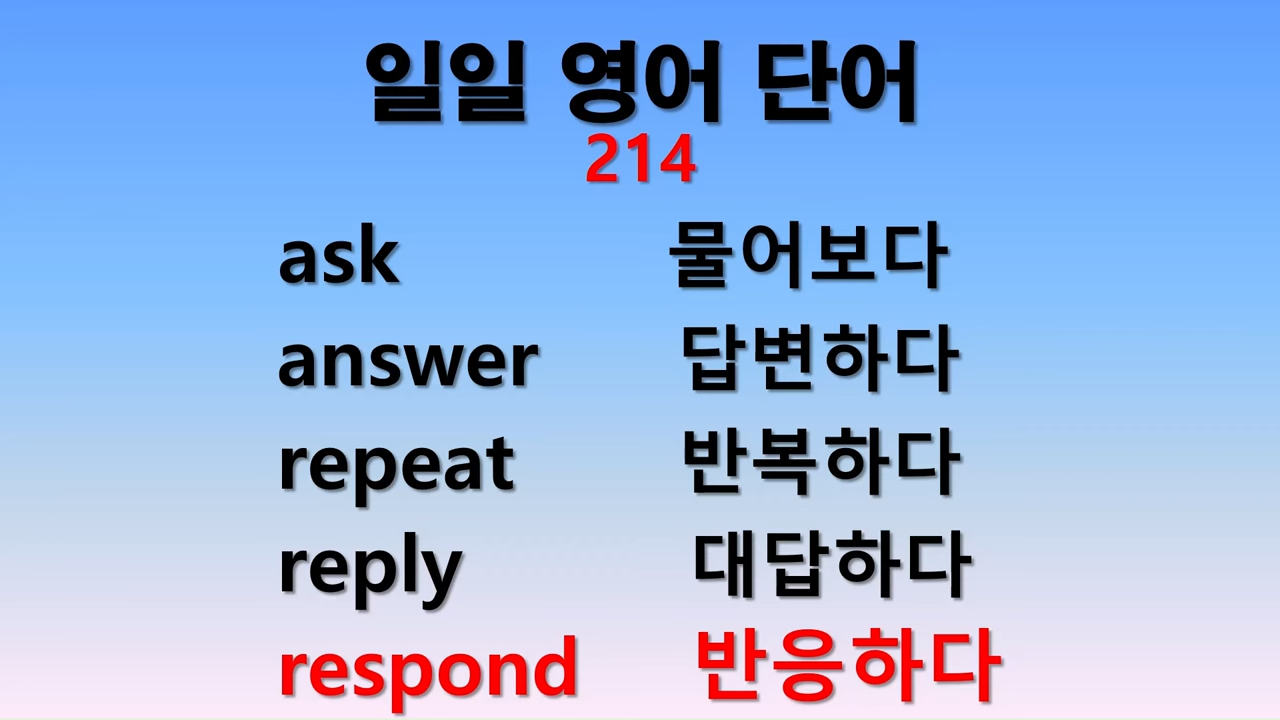 일일 영어 단어
214
ask 물어보다
answer 답변하다
repeat 반복하다
reply 대답하다
respond 반응하다